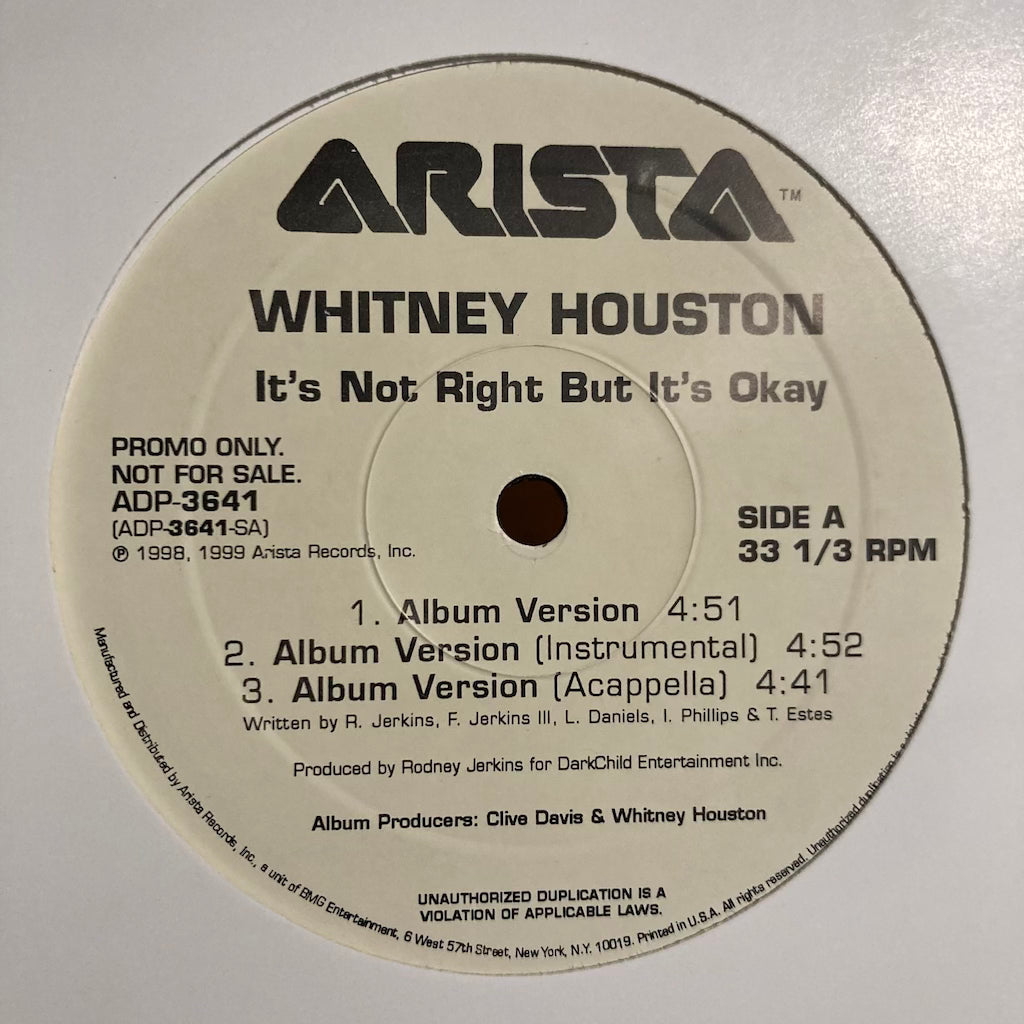 ARISTA™
WHITNEY HOUSTON
It's Not Right But It's Okay
PROMO ONLY.
NOT FOR SALE.
ADP-3641
(ADP-3641-SA)
℗ 1998, 1999 Arista Records, Inc.
SIDE A
33 1/3 RPM
1. Album Version 4:51
2. Album Version (Instrumental) 4:52
3. Album Version (Acappella) 4:41
Written by R. Jerkins, F. Jerkins III, L. Daniels, I. Phillips & T. Estes
Produced by Rodney Jerkins for DarkChild Entertainment Inc.
Album Producers: Clive Davis & Whitney Houston
UNAUTHORIZED DUPLICATION IS A
VIOLATION OF APPLICABLE LAWS.
Manufactured and Distributed by Arista Records, Inc., a unit of BMG Entertainment, 6 West 57th Street, New York, N.Y. 10019. Printed in U.S.A. All rights reserved. Unauthorized duplication is a